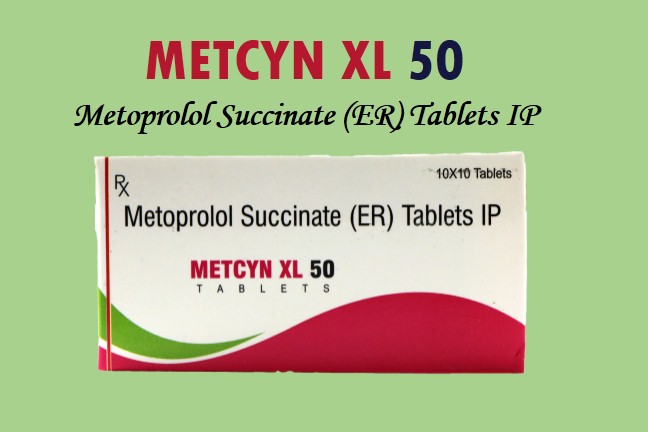 METCYN XL 50
Metoprolol Succinate (ER) Tablets IP
Rx
10X10 Tablets
Metoprolol Succinate (ER) Tablets IP
METCYN XL 50
TABLETS